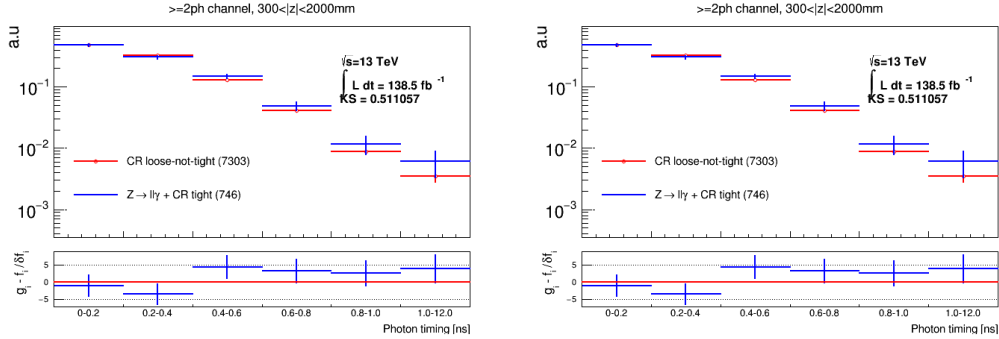 >=2ph channel, 300<|z|<2000mm
a.u
√s=13 TeV
∫ L dt = 138.5 fb⁻¹
KS = 0.511057
10⁻¹
10⁻²
10⁻³
CR loose-not-tight (7303)
Z → llγ + CR tight (746)
gᵢ - fᵢ/δfᵢ
5
0
−5
0-0.2 0.2-0.4 0.4-0.6 0.6-0.8 0.8-1.0 1.0-12.0
Photon timing [ns]
>=2ph channel, 300<|z|<2000mm
a.u
√s=13 TeV
∫ L dt = 138.5 fb⁻¹
KS = 0.511057
10⁻¹
10⁻²
10⁻³
CR loose-not-tight (7303)
Z → llγ + CR tight (746)
gᵢ - fᵢ/δfᵢ
5
0
−5
0-0.2 0.2-0.4 0.4-0.6 0.6-0.8 0.8-1.0 1.0-12.0
Photon timing [ns]